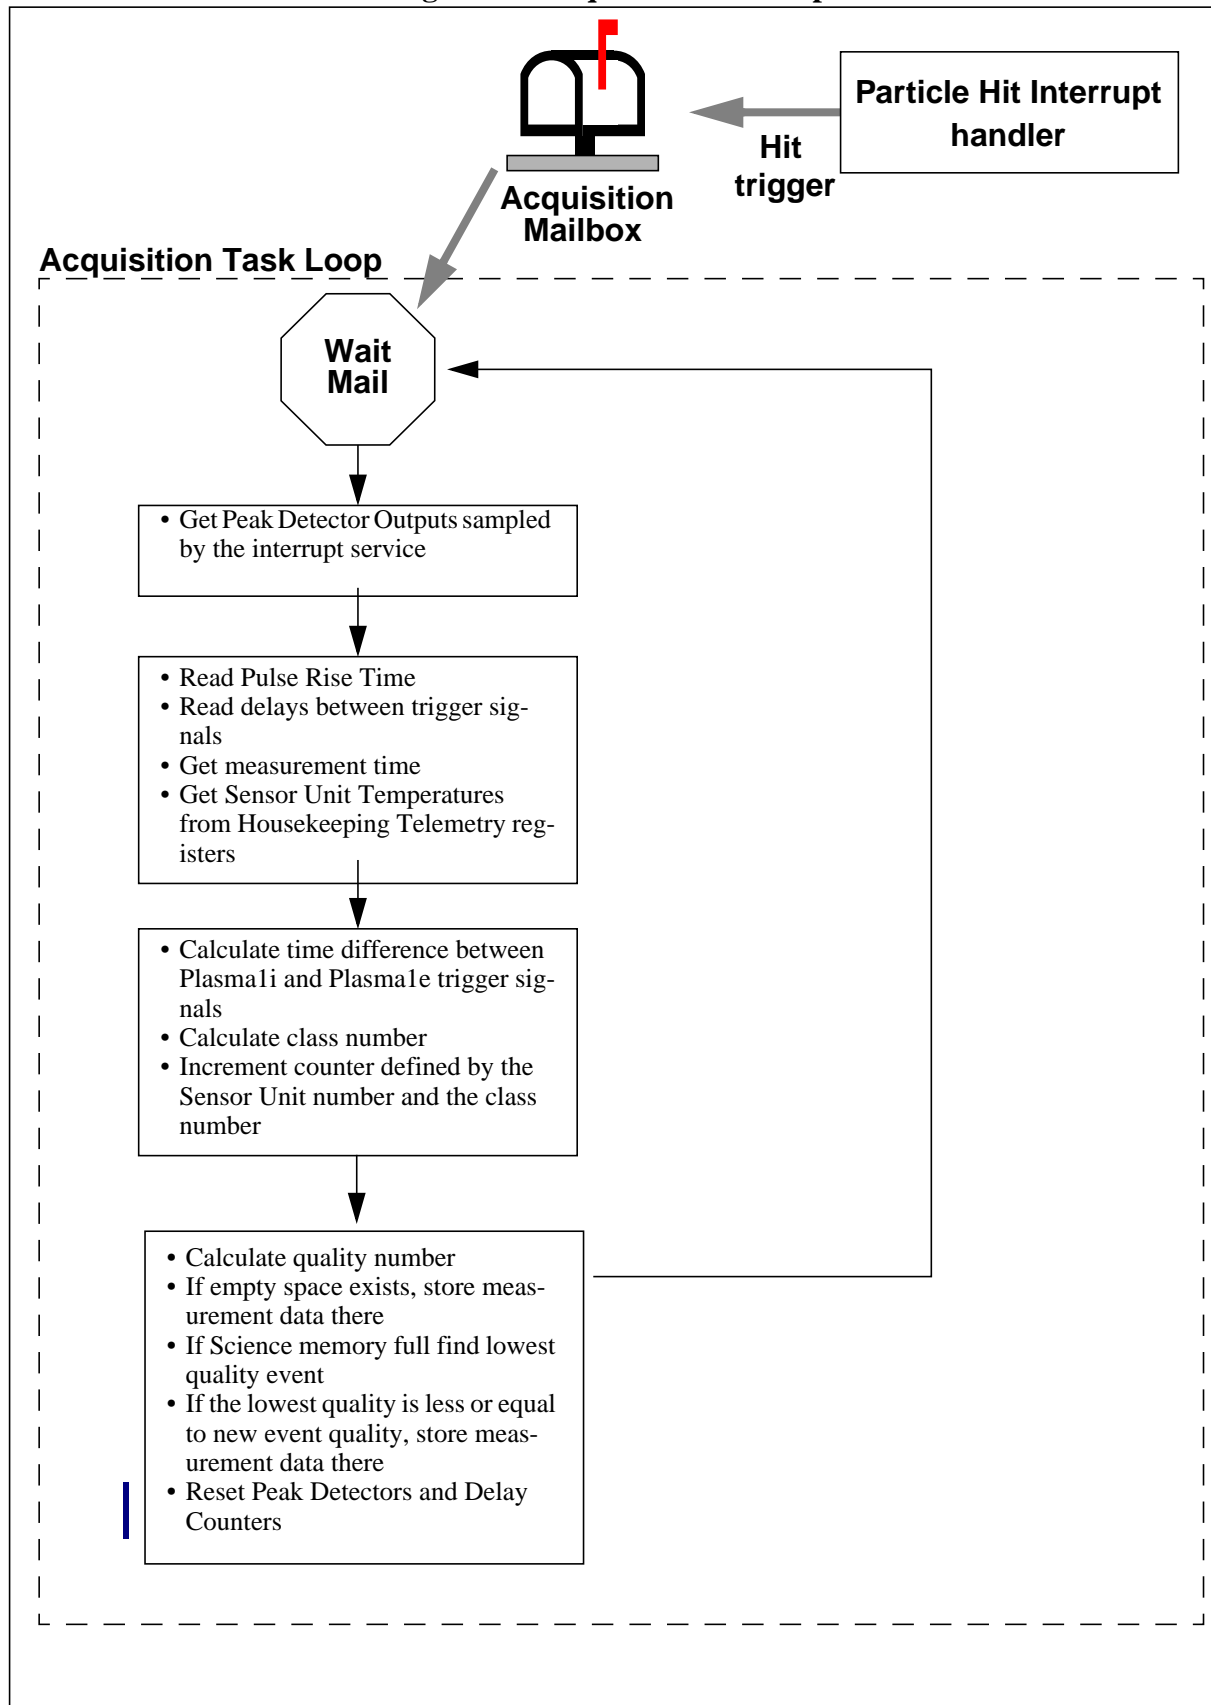 Particle Hit Interrupt
handler
Hit
trigger
Acquisition
Mailbox
Acquisition Task Loop
Wait
Mail
• Get Peak Detector Outputs sampled
by the interrupt service
• Read Pulse Rise Time
• Read delays between trigger sig-
nals
• Get measurement time
• Get Sensor Unit Temperatures
from Housekeeping Telemetry reg-
isters
• Calculate time difference between
Plasma1i and Plasma1e trigger sig-
nals
• Calculate class number
• Increment counter defined by the
Sensor Unit number and the class
number
• Calculate quality number
• If empty space exists, store meas-
urement data there
• If Science memory full find lowest
quality event
• If the lowest quality is less or equal
to new event quality, store meas-
urement data there
• Reset Peak Detectors and Delay
Counters